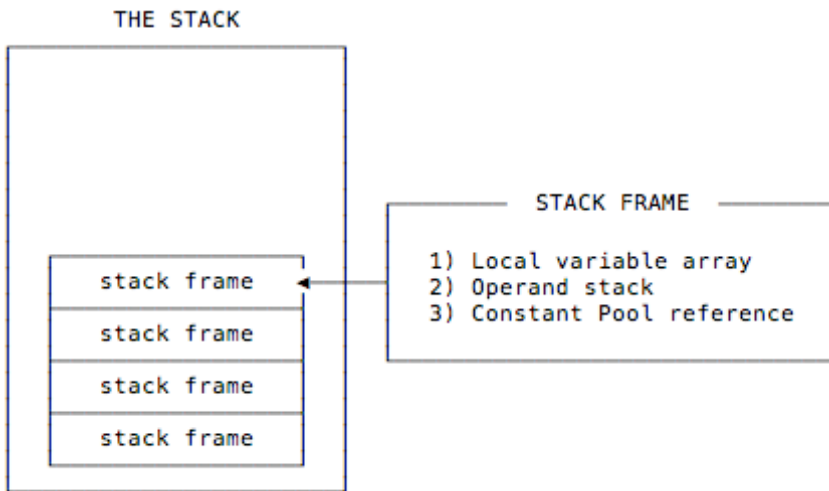 THE STACK
STACK FRAME
1) Local variable array
2) Operand stack
3) Constant Pool reference
stack frame
stack frame
stack frame
stack frame